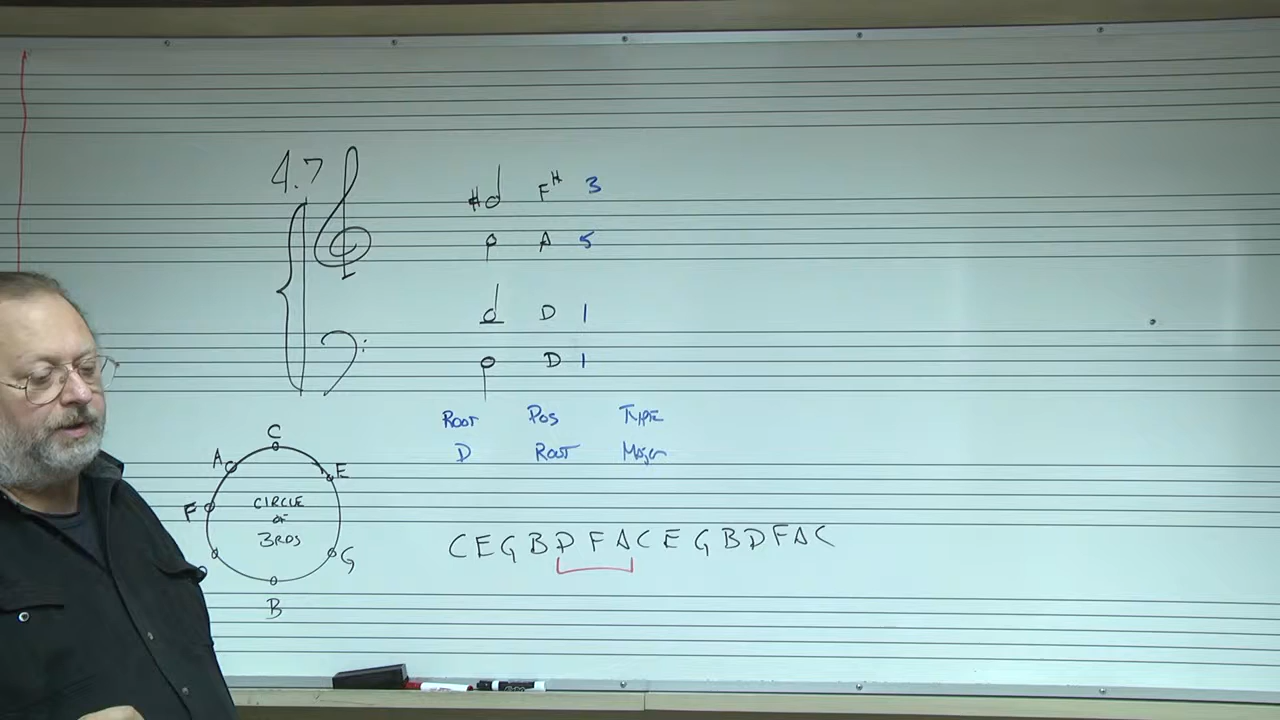 4.7
F# 3
A 5
D 1
D 1
Root Pos Type
D Root Major
C
A E
F
CIRCLE
OF
3RDS
G
B
C E G B D F A C E G B D F A C